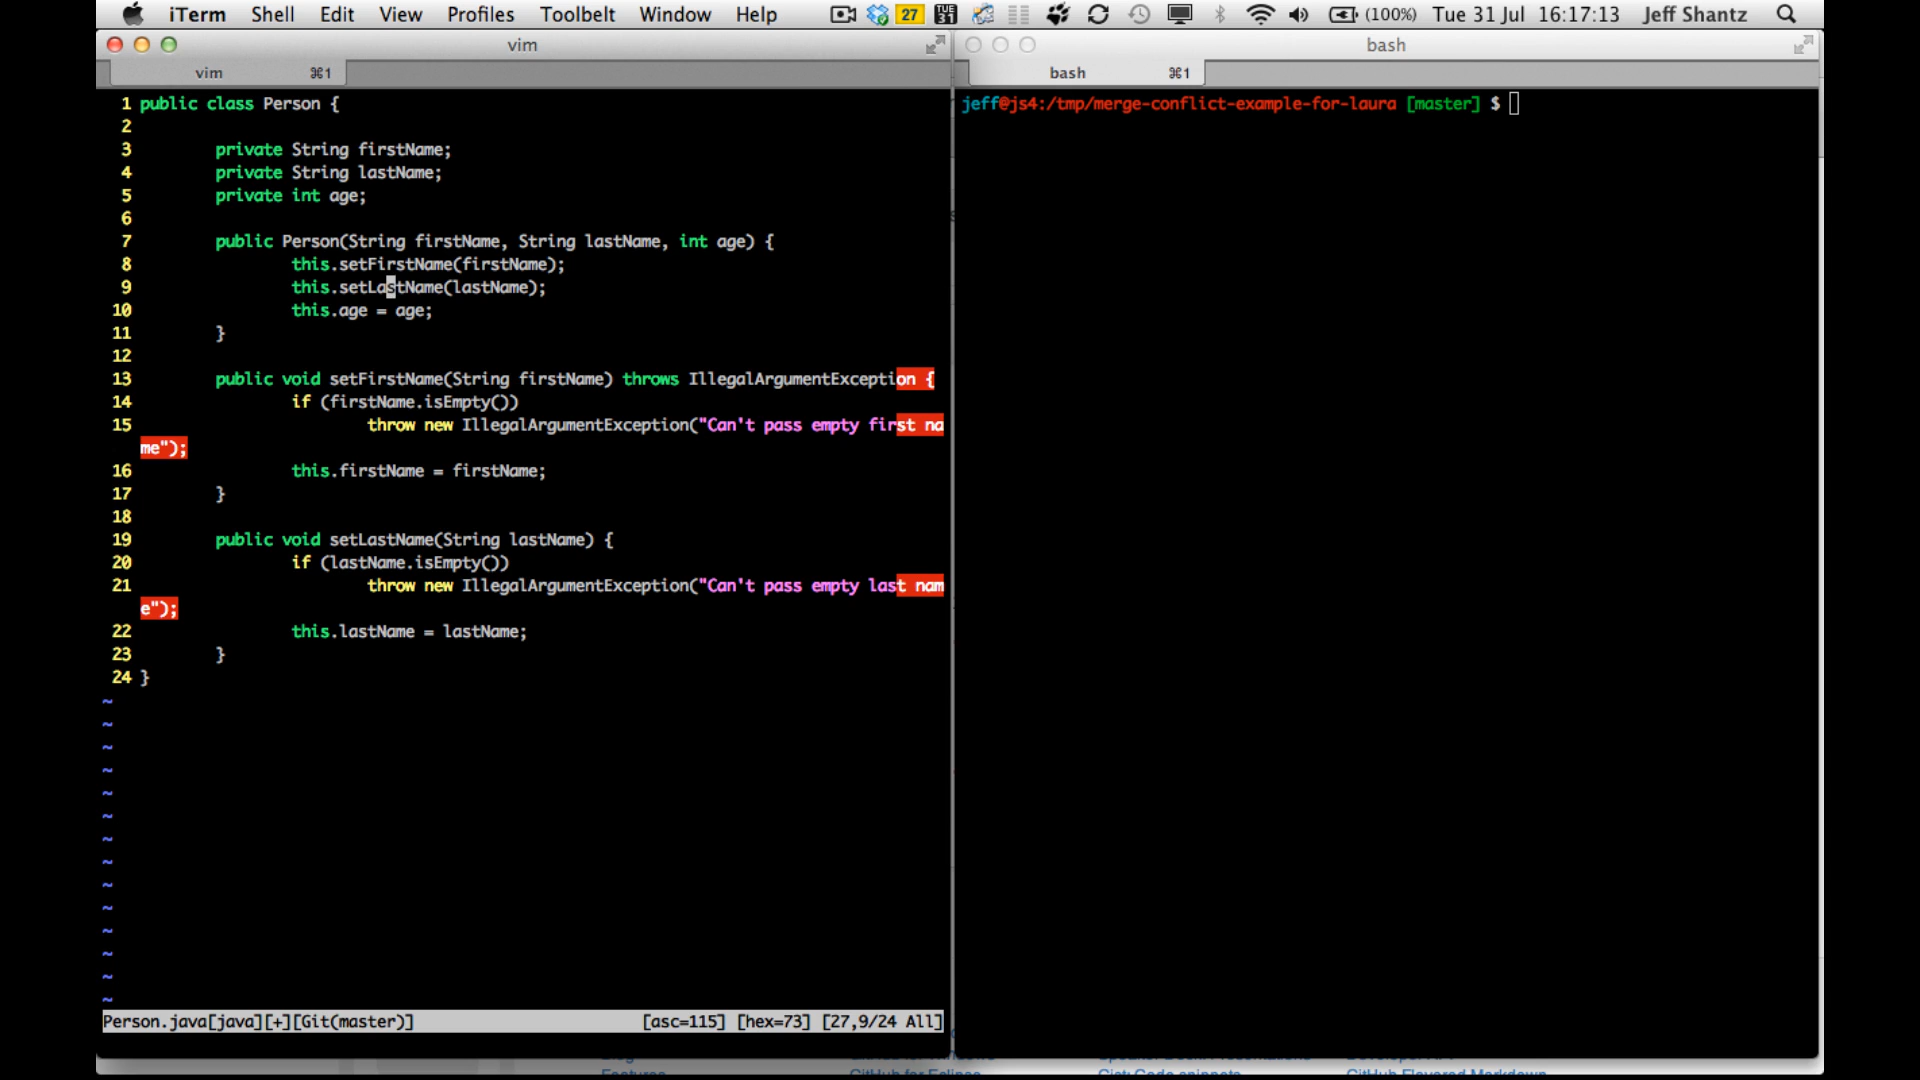 iTerm Shell Edit View Profiles Toolbelt Window Help 27 TUE 31 (100%) Tue 31 Jul 16:17:13 Jeff Shantz
vim
vim ⌘1
1 public class Person {
2
3 private String firstName;
4 private String lastName;
5 private int age;
6
7 public Person(String firstName, String lastName, int age) {
8 this.setFirstName(firstName);
9 this.setLastName(lastName);
10 this.age = age;
11 }
12
13 public void setFirstName(String firstName) throws IllegalArgumentException {
14 if (firstName.isEmpty())
15 throw new IllegalArgumentException("Can't pass empty first na
me");
16 this.firstName = firstName;
17 }
18
19 public void setLastName(String lastName) {
20 if (lastName.isEmpty())
21 throw new IllegalArgumentException("Can't pass empty last nam
e");
22 this.lastName = lastName;
23 }
24 }
~
~
~
~
~
~
~
~
~
~
~
~
~
~
Person.java[java][+][Git(master)] [asc=115] [hex=73] [27,9/24 All]
bash
bash ⌘1
jeff@js4:/tmp/merge-conflict-example-for-laura [master] $